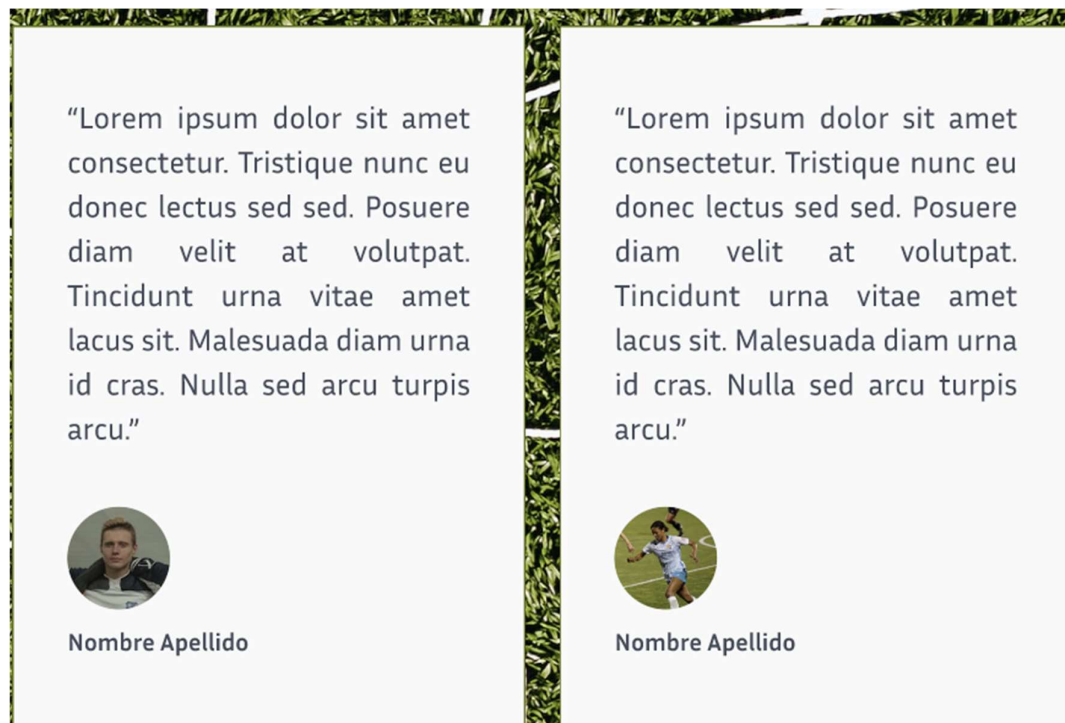 “Lorem ipsum dolor sit amet
consectetur. Tristique nunc eu
donec lectus sed sed. Posuere
diam velit at volutpat.
Tincidunt urna vitae amet
lacus sit. Malesuada diam urna
id cras. Nulla sed arcu turpis
arcu.”
Nombre Apellido
“Lorem ipsum dolor sit amet
consectetur. Tristique nunc eu
donec lectus sed sed. Posuere
diam velit at volutpat.
Tincidunt urna vitae amet
lacus sit. Malesuada diam urna
id cras. Nulla sed arcu turpis
arcu.”
Nombre Apellido